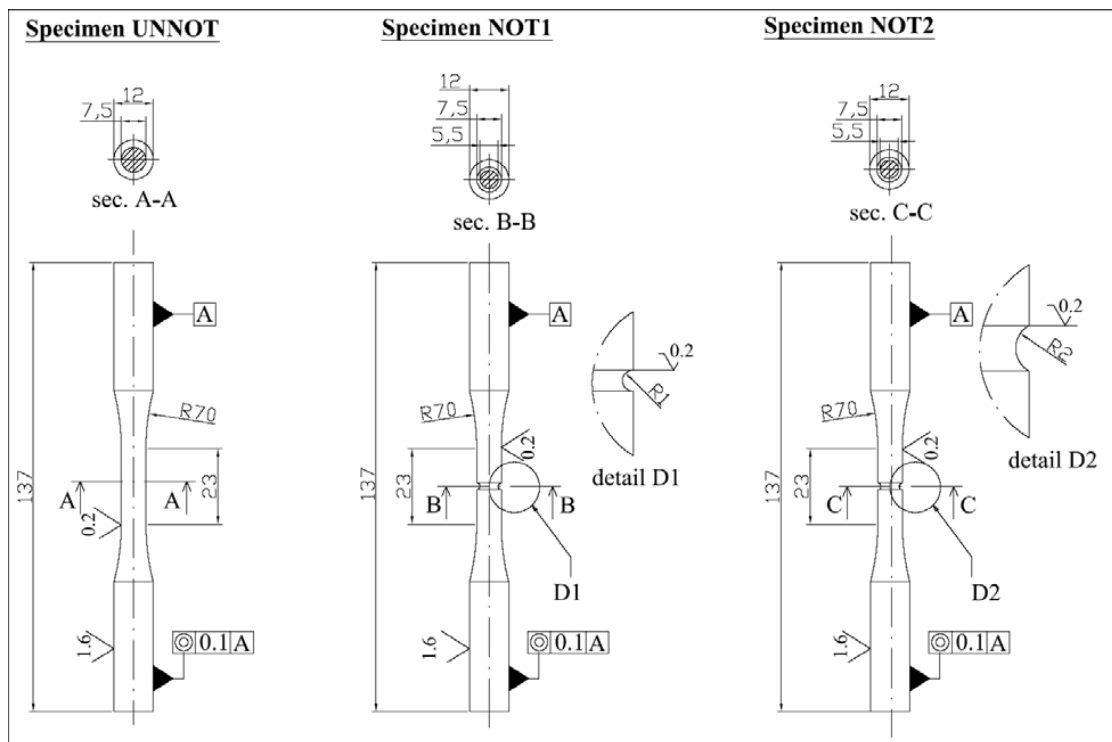 Specimen UNNOT
12
7,5
sec. A-A
137
A
R70
A
A
23
0.2
1.6
0.1 A
Specimen NOT1
12
7,5
5,5
sec. B-B
137
A
R70
0.2
23
B
B
D1
1.6
0.1 A
0.2
R1
detail D1
Specimen NOT2
12
7,5
5,5
sec. C-C
137
A
R70
0.2
23
C
C
D2
1.6
0.1 A
0.2
R2
detail D2